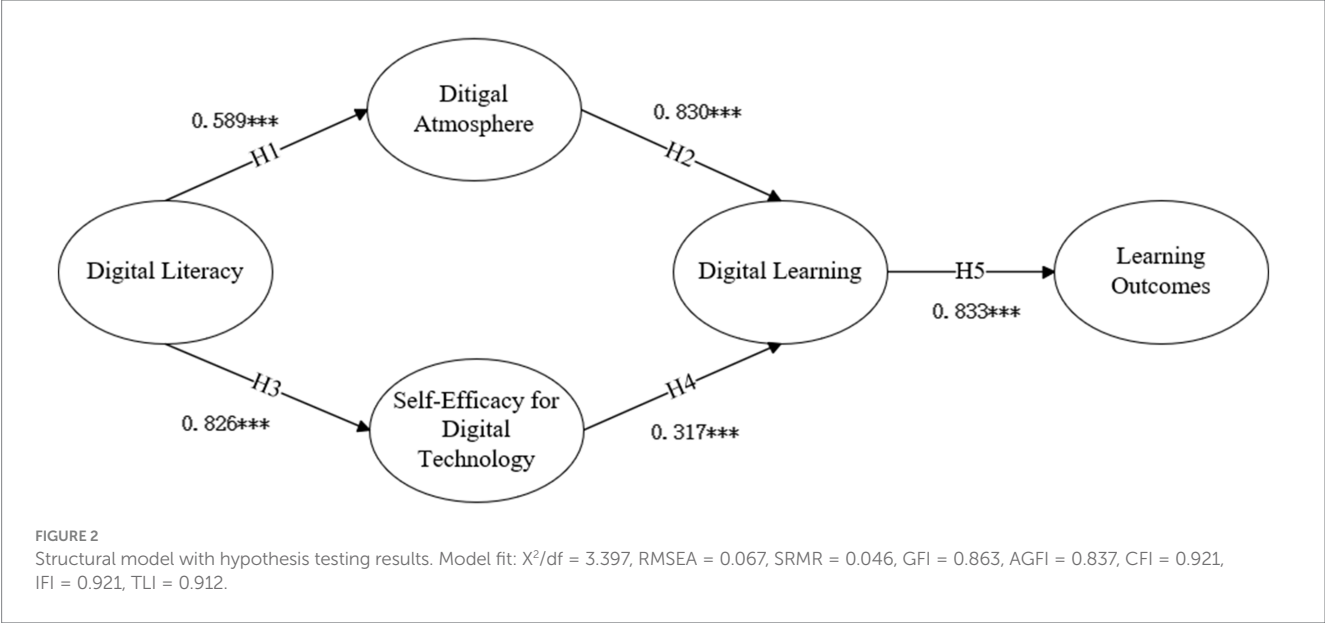 Ditigal
Atmosphere
0.589***
H1
0.830***
H2
Digital Literacy
Digital Learning
H5
0.833***
Learning
Outcomes
H3
0.826***
Self-Efficacy for
Digital
Technology
H4
0.317***
FIGURE 2
Structural model with hypothesis testing results. Model fit: X²/df = 3.397, RMSEA = 0.067, SRMR = 0.046, GFI = 0.863, AGFI = 0.837, CFI = 0.921,
IFI = 0.921, TLI = 0.912.